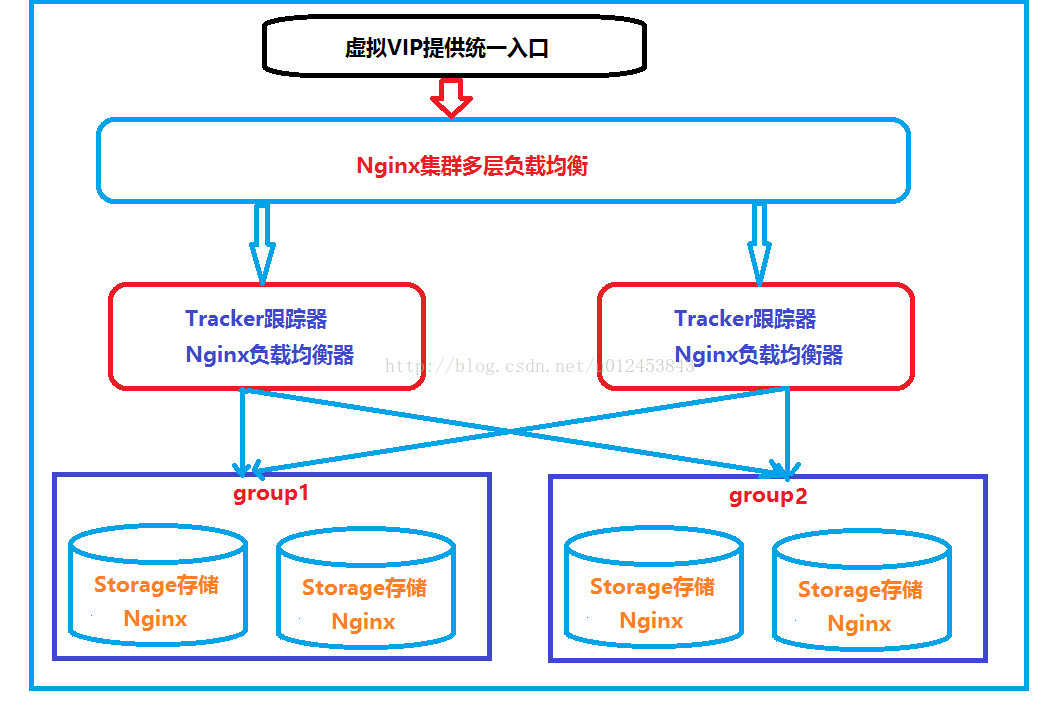 虚拟VIP提供统一入口
Nginx集群多层负载均衡
Tracker跟踪器
Nginx负载均衡器
Tracker跟踪器
Nginx负载均衡器
http://blog.csdn.net/u012453843
group1
Storage存储
Nginx
Storage存储
Nginx
group2
Storage存储
Nginx
Storage存储
Nginx